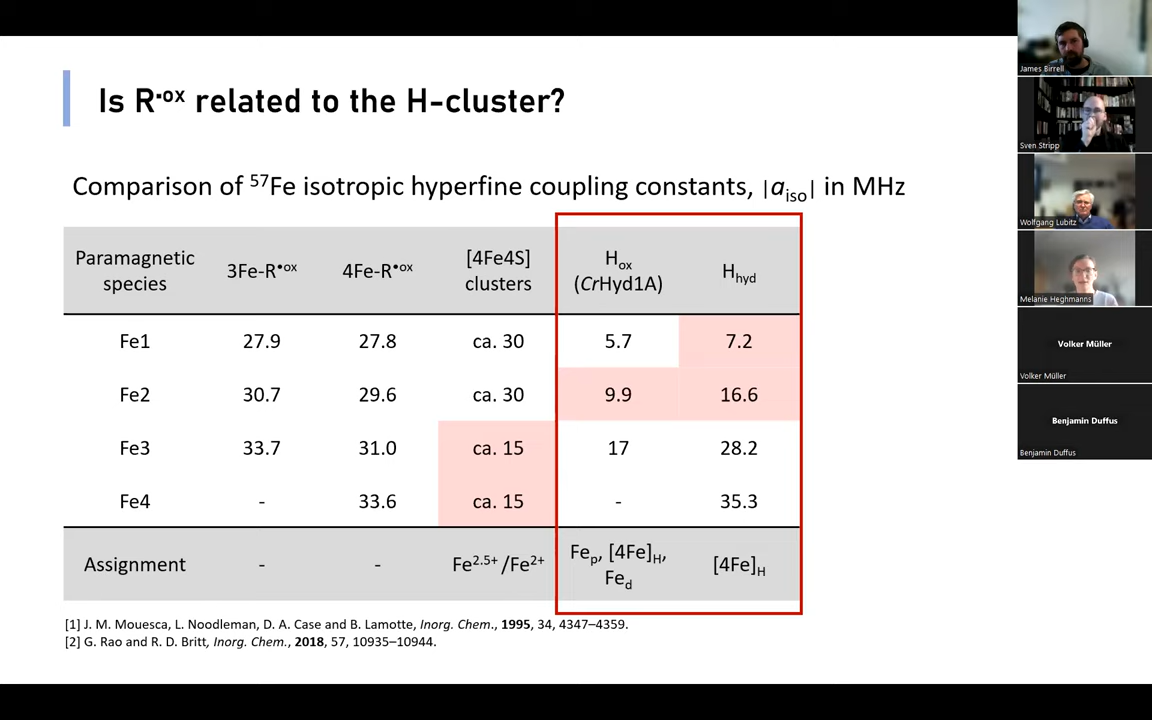 Is R•ox related to the H-cluster?
Comparison of 57Fe isotropic hyperfine coupling constants, |aiso| in MHz
Paramagnetic species 3Fe-R•ox 4Fe-R•ox [4Fe4S] clusters Hox (CrHyd1A) Hhyd
Fe1 27.9 27.8 ca. 30 5.7 7.2
Fe2 30.7 29.6 ca. 30 9.9 16.6
Fe3 33.7 31.0 ca. 15 17 28.2
Fe4 - 33.6 ca. 15 - 35.3
Assignment - - Fe2.5+/Fe2+ Fep, [4Fe]H, Fed [4Fe]H
[1] J. M. Mouesca, L. Noodleman, D. A. Case and B. Lamotte, Inorg. Chem., 1995, 34, 4347–4359.
[2] G. Rao and R. D. Britt, Inorg. Chem., 2018, 57, 10935–10944.
James Birrell
Sven Stripp
Wolfgang Lubitz
Melanie Heghmanns
Volker Müller
Volker Müller
Benjamin Duffus
Benjamin Duffus